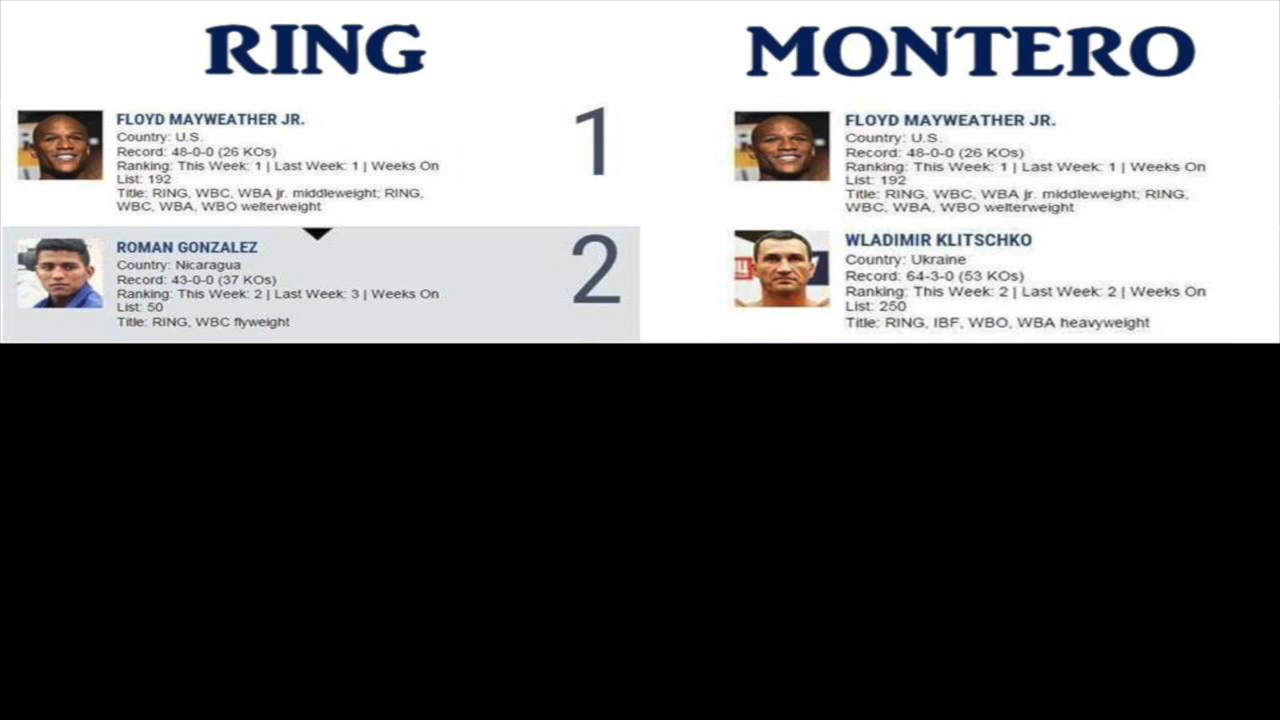 RING
FLOYD MAYWEATHER JR.
Country: U.S.
Record: 48-0-0 (26 KOs)
Ranking: This Week: 1 | Last Week: 1 | Weeks On
List: 192
Title: RING, WBC, WBA jr. middleweight; RING,
WBC, WBA, WBO welterweight
1
ROMAN GONZALEZ
Country: Nicaragua
Record: 43-0-0 (37 KOs)
Ranking: This Week: 2 | Last Week: 3 | Weeks On
List: 50
Title: RING, WBC flyweight
2
MONTERO
FLOYD MAYWEATHER JR.
Country: U.S.
Record: 48-0-0 (26 KOs)
Ranking: This Week: 1 | Last Week: 1 | Weeks On
List: 192
Title: RING, WBC, WBA jr. middleweight; RING,
WBC, WBA, WBO welterweight
WLADIMIR KLITSCHKO
Country: Ukraine
Record: 64-3-0 (53 KOs)
Ranking: This Week: 2 | Last Week: 2 | Weeks On
List: 250
Title: RING, IBF, WBO, WBA heavyweight